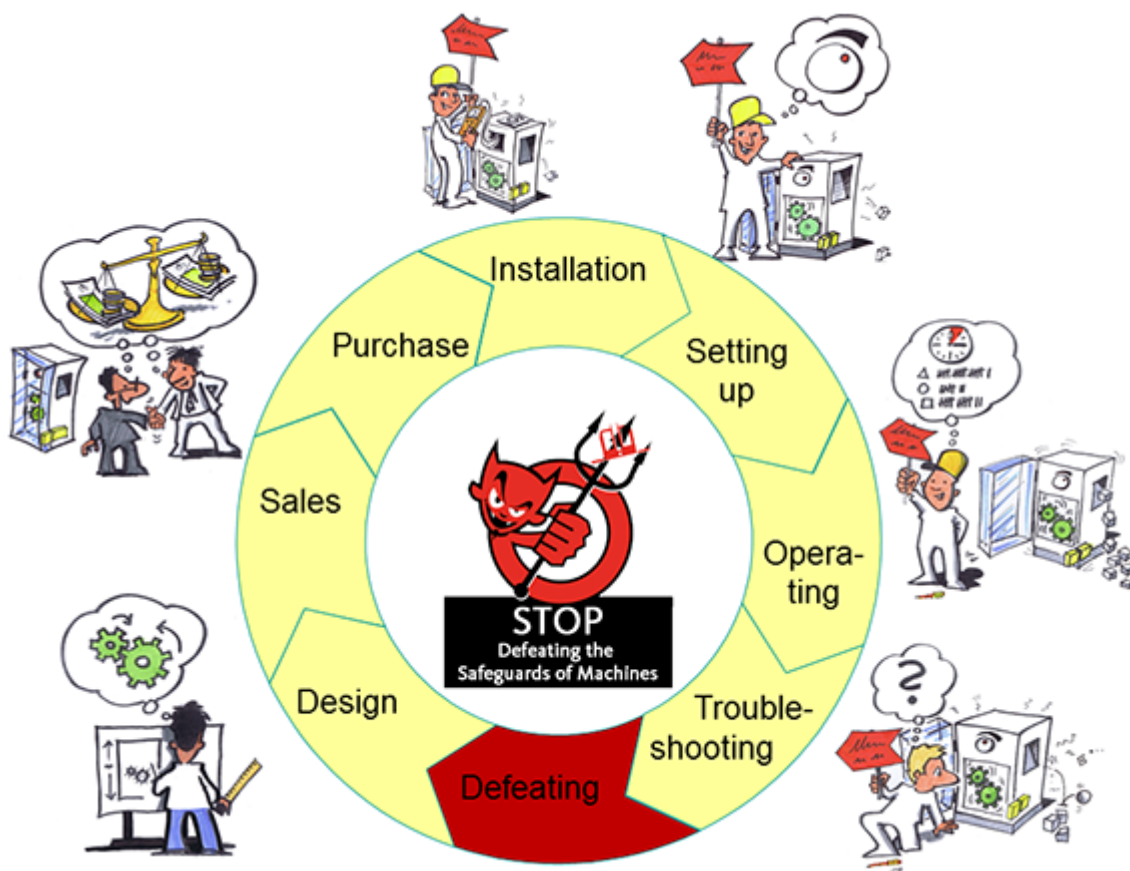 Installation
Setting
up
Opera-
ting
Trouble-
shooting
Defeating
Design
Sales
Purchase
STOP
Defeating the
Safeguards of Machines